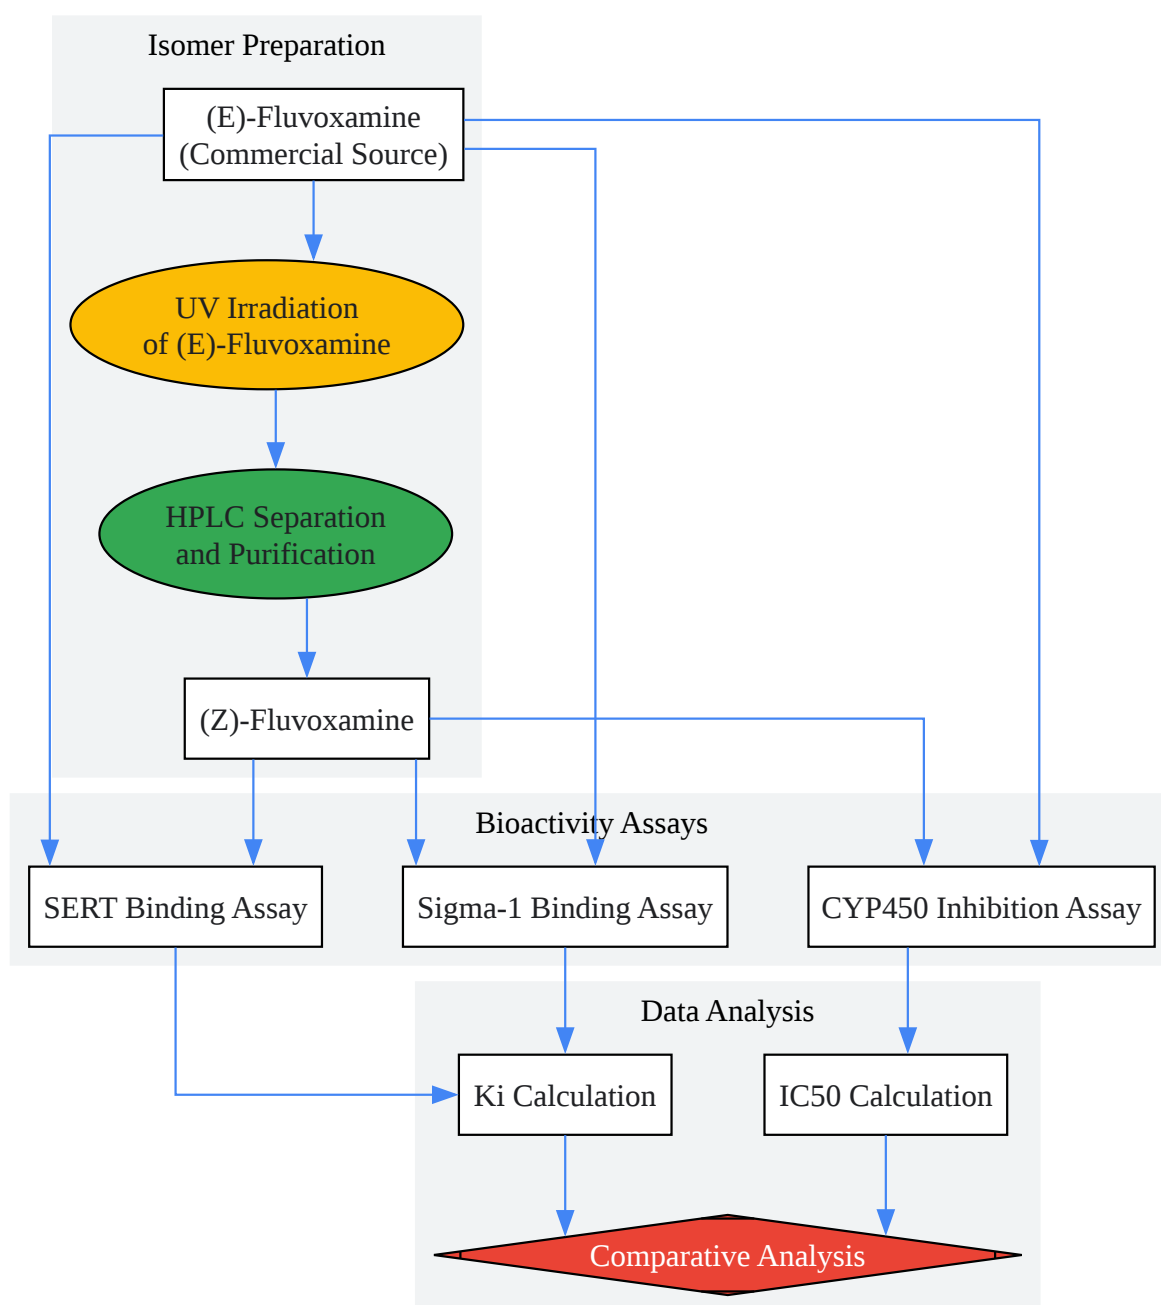 Isomer Preparation
(E)-Fluvoxamine
(Commercial Source)
UV Irradiation
of (E)-Fluvoxamine
HPLC Separation
and Purification
(Z)-Fluvoxamine
Bioactivity Assays
SERT Binding Assay
Sigma-1 Binding Assay
CYP450 Inhibition Assay
Data Analysis
Ki Calculation
IC50 Calculation
Comparative Analysis